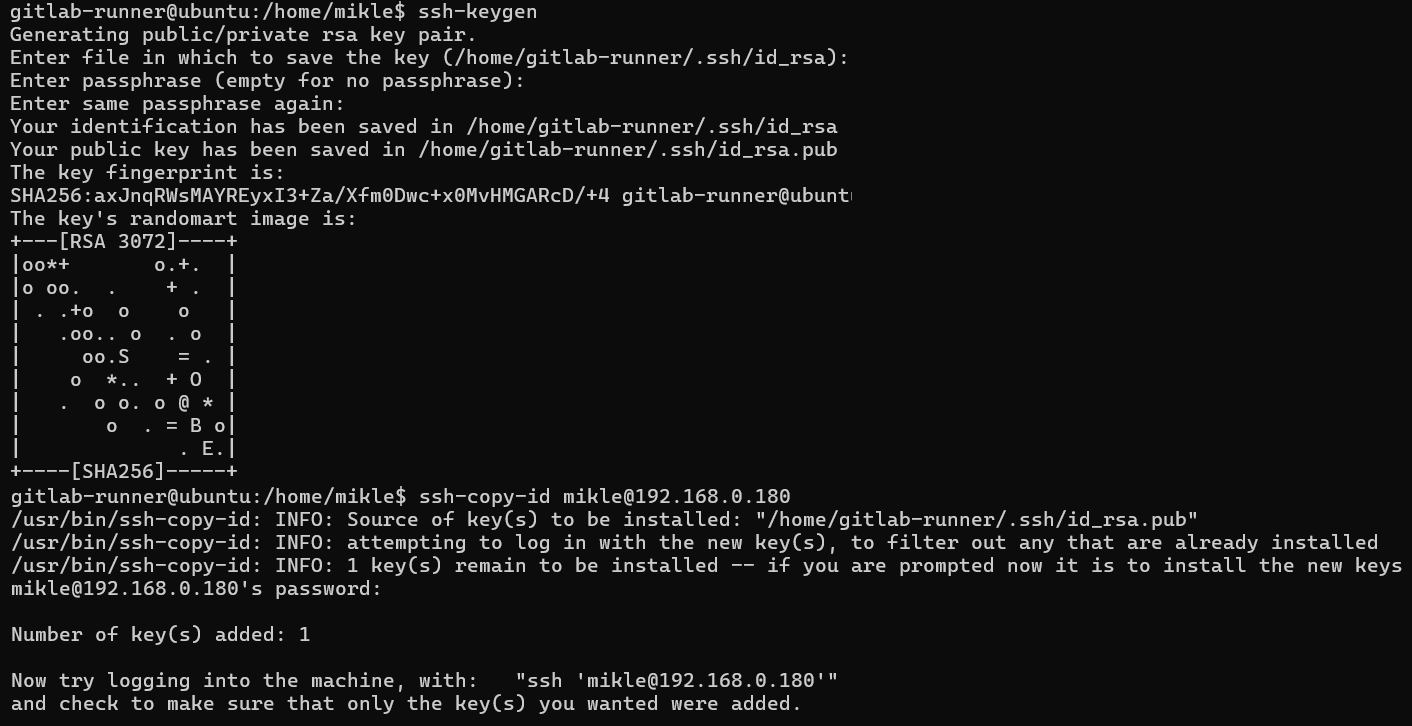 gitlab-runner@ubuntu:/home/mikle$ ssh-keygen
Generating public/private rsa key pair.
Enter file in which to save the key (/home/gitlab-runner/.ssh/id_rsa):
Enter passphrase (empty for no passphrase):
Enter same passphrase again:
Your identification has been saved in /home/gitlab-runner/.ssh/id_rsa
Your public key has been saved in /home/gitlab-runner/.ssh/id_rsa.pub
The key fingerprint is:
SHA256:axJnqRWsMAYREyxI3+Za/Xfm0Dwc+x0MvHMGARcD/+4 gitlab-runner@ubunt
The key's randomart image is:
+---[RSA 3072]----+
|oo*+       o.+.  |
|o oo.  .    + .  |
| . .+o  o    o   |
|   .oo.. o  . o  |
|     oo.S    = . |
|    o  *..  + O  |
|   .  o o. o @ * |
|       o  . = B o|
|             . E.|
+----[SHA256]-----+
gitlab-runner@ubuntu:/home/mikle$ ssh-copy-id mikle@192.168.0.180
/usr/bin/ssh-copy-id: INFO: Source of key(s) to be installed: "/home/gitlab-runner/.ssh/id_rsa.pub"
/usr/bin/ssh-copy-id: INFO: attempting to log in with the new key(s), to filter out any that are already installed
/usr/bin/ssh-copy-id: INFO: 1 key(s) remain to be installed -- if you are prompted now it is to install the new keys
mikle@192.168.0.180's password:
Number of key(s) added: 1
Now try logging into the machine, with:   "ssh 'mikle@192.168.0.180'"
and check to make sure that only the key(s) you wanted were added.